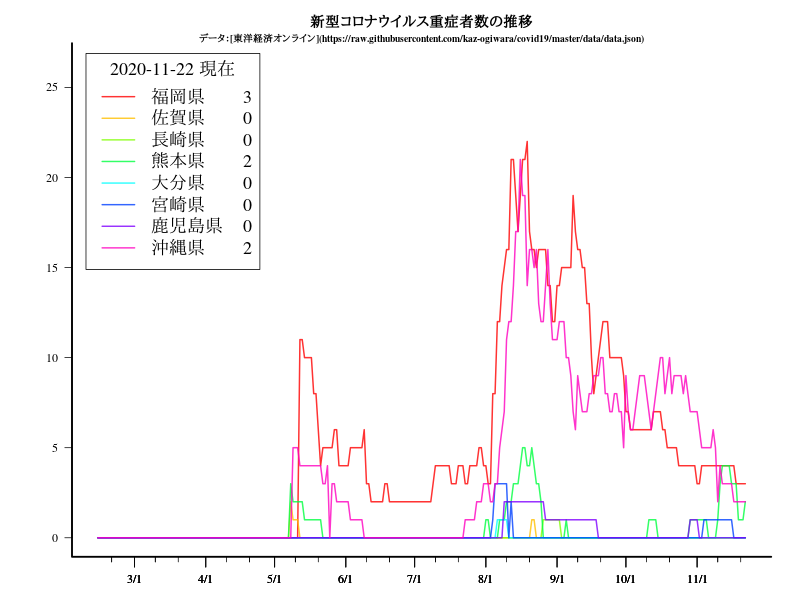 新型コロナウイルス重症者数の推移
データ:[東洋経済オンライン](https://raw.githubusercontent.com/kaz-ogiwara/covid19/master/data/data.json)
2020-11-22 現在
福岡県 3
佐賀県 0
長崎県 0
熊本県 2
大分県 0
宮崎県 0
鹿児島県 0
沖縄県 2
25
20
15
10
5
0
3/1 4/1 5/1 6/1 7/1 8/1 9/1 10/1 11/1